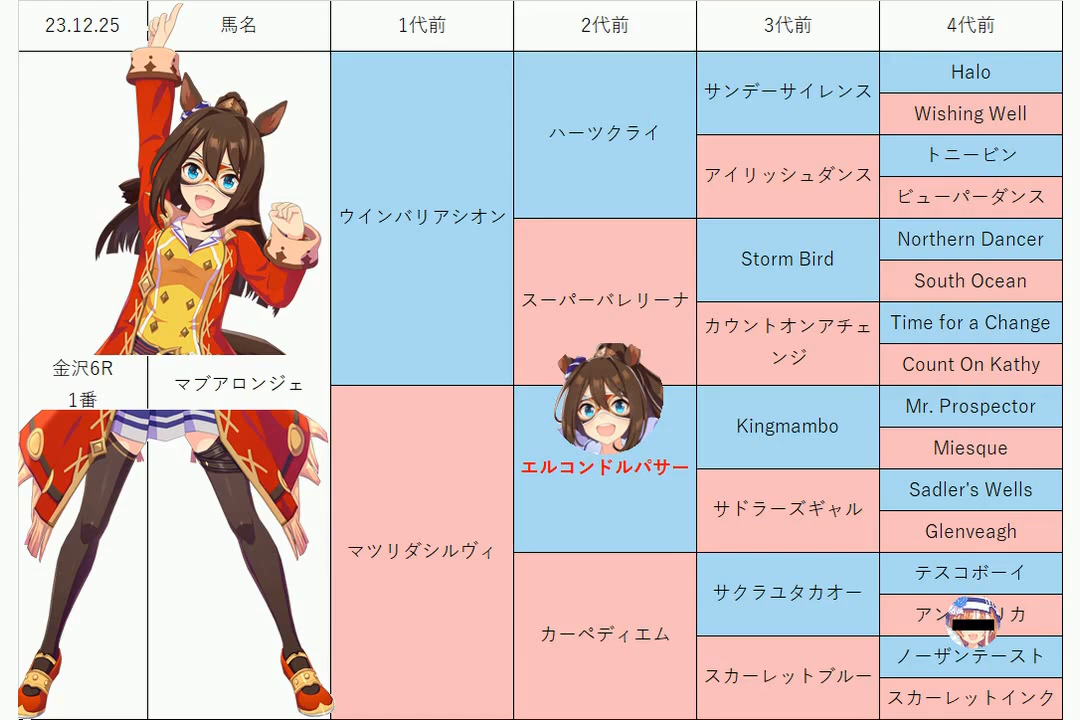 23.12.25
馬名
1代前
2代前
3代前
4代前
金沢6R
1番
マブアロンジェ
ウインバリアシオン
マツリダシルヴィ
ハーツクライ
スーパーバレリーナ
エルコンドルパサー
カーペディエム
サンデーサイレンス
アイリッシュダンス
Storm Bird
カウントオンアチェ
ンジ
Kingmambo
サドラーズギャル
サクラユタカオー
スカーレットブルー
Halo
Wishing Well
トニービン
ビューパーダンス
Northern Dancer
South Ocean
Time for a Change
Count On Kathy
Mr. Prospector
Miesque
Sadler's Wells
Glenveagh
テスコボーイ
アン リカ
ノーザンテースト
スカーレットインク